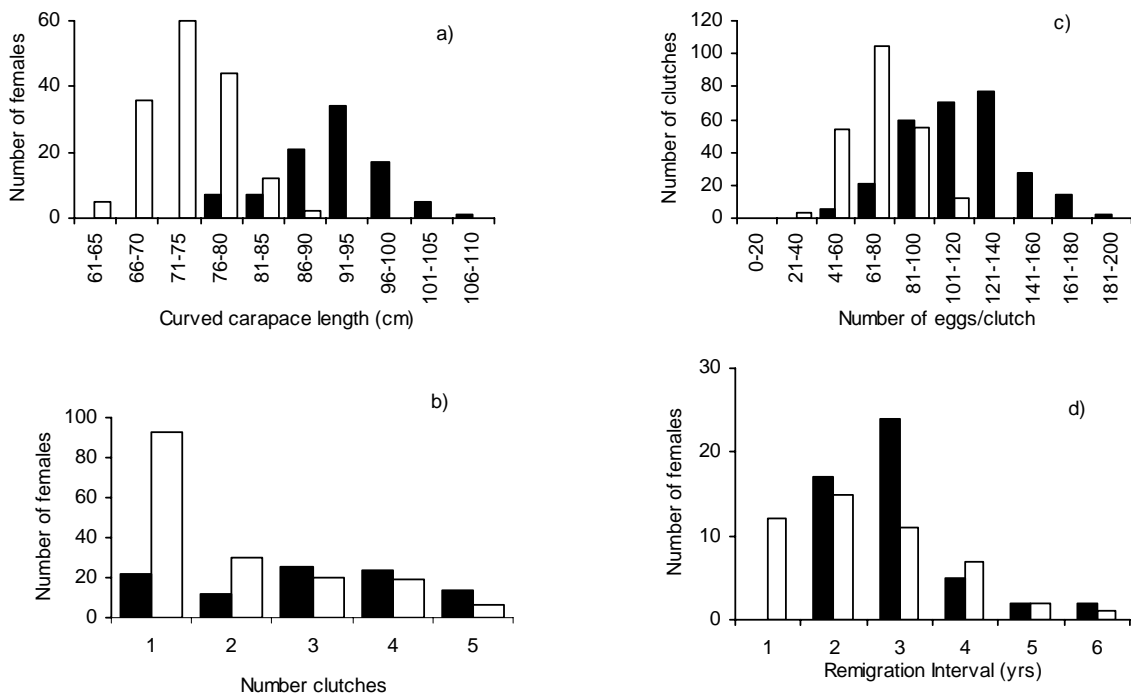 a)
Number of females
60
40
20
0
61-65
66-70
71-75
76-80
81-85
86-90
91-95
96-100
101-105
106-110
Curved carapace length (cm)
c)
Number of clutches
120
100
80
60
40
20
0
0-20
21-40
41-60
61-80
81-100
101-120
121-140
141-160
161-180
181-200
Number of eggs/clutch
b)
Number of females
100
80
60
40
20
0
1 2 3 4 5
Number clutches
d)
Number of females
30
20
10
0
1 2 3 4 5 6
Remigration Interval (yrs)